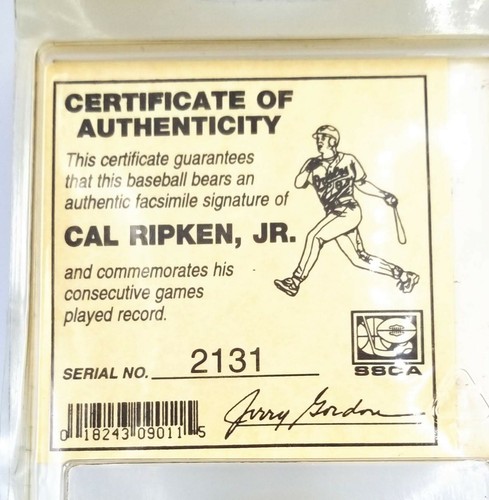 CERTIFICATE OF
AUTHENTICITY
This certificate guarantees
that this baseball bears an
authentic facsimile signature of
CAL RIPKEN, JR.
and commemorates his
consecutive games
played record.
SSCA
SERIAL NO. 2131
0 18243 09011 5
Jerry Gordon